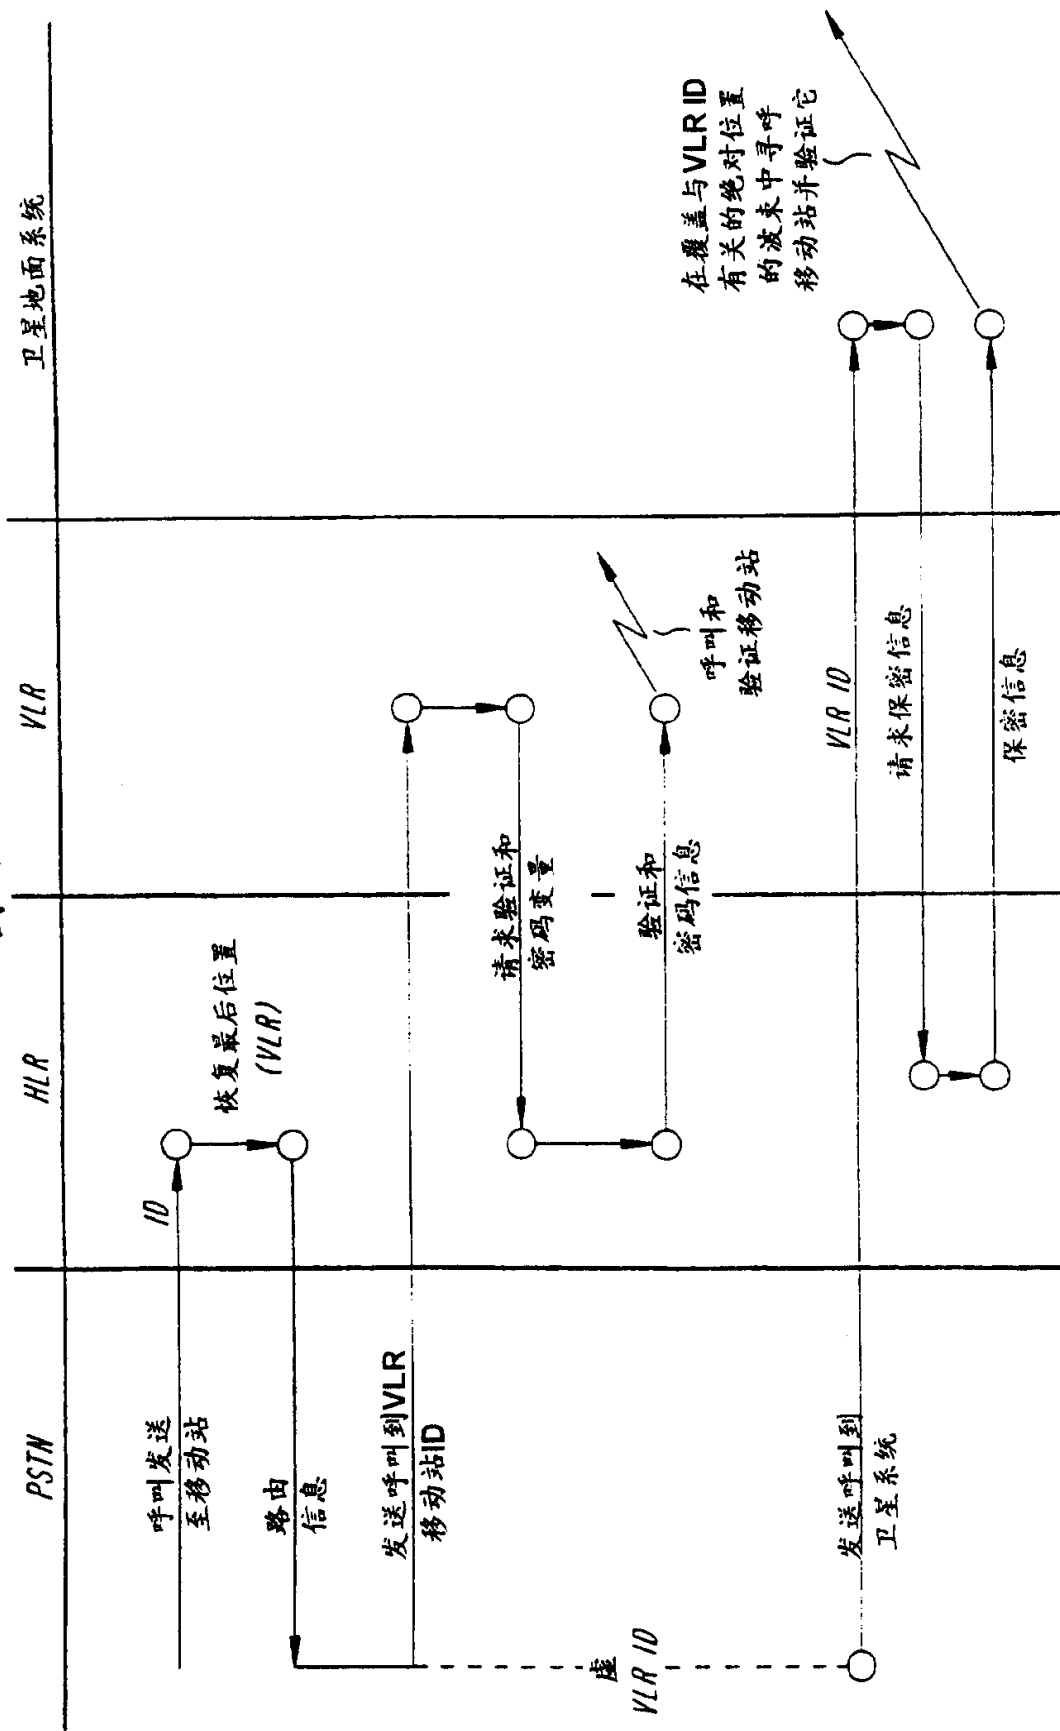 PSTN
HLR
VLR
卫星地面系统
呼叫发送
至移动站
ID
恢复最后位置
(VLR)
路由
信息
发送呼叫到VLR
移动站ID
请求验证和
密码变量
验证和
密码信息
呼叫和
验证移动站
虚
VLR ID
发送呼叫到
卫星系统
VLR ID
请求保密信息
保密信息
在覆盖与VLR ID
有关的绝对位置
的波束中寻呼
移动站并验证它